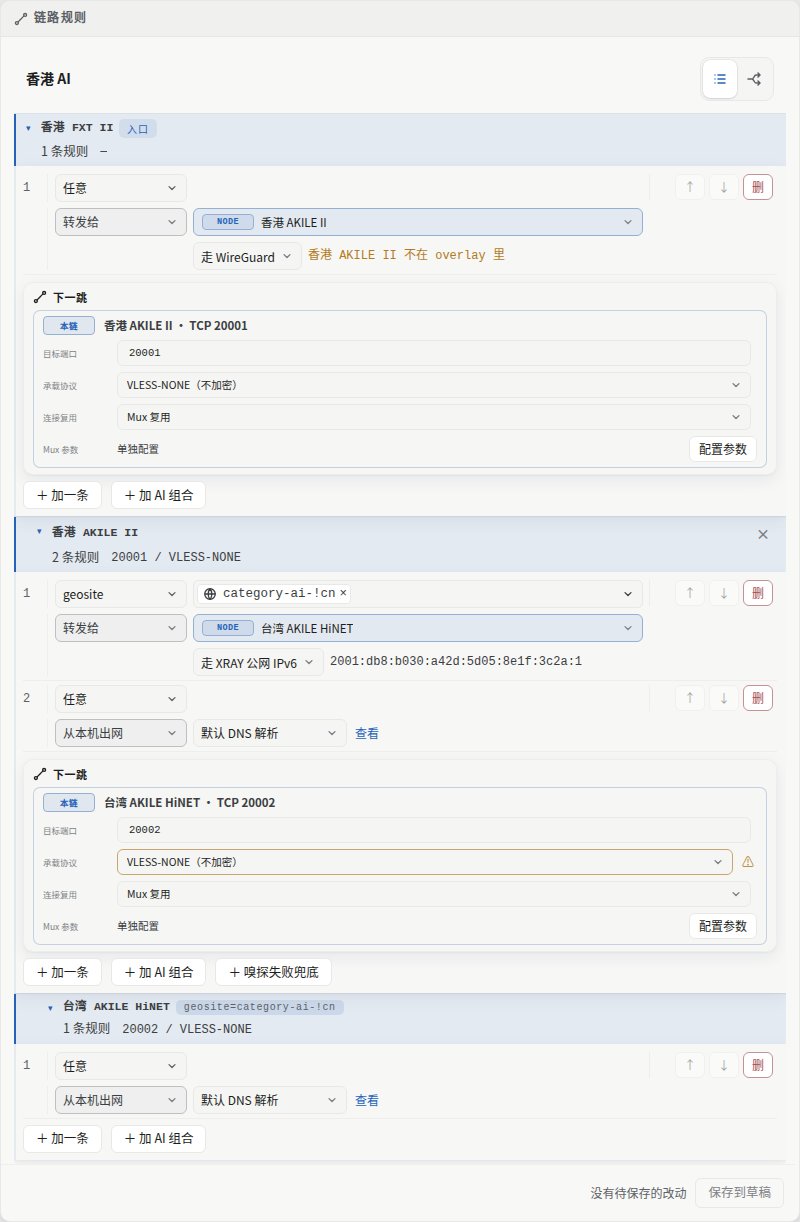 链路规则
香港 AI
▾ 香港 FXT II 入口
1 条规则 —
1 任意 ↑ ↓ 删
转发给 NODE 香港 AKILE II
走 WireGuard 香港 AKILE II 不在 overlay 里
下一跳
本链 香港 AKILE II · TCP 20001
目标端口 20001
承载协议 VLESS-NONE（不加密）
连接复用 Mux 复用
Mux 参数 单独配置 配置参数
＋ 加一条 ＋ 加 AI 组合
▾ 香港 AKILE II ×
2 条规则 20001 / VLESS-NONE
1 geosite category-ai-!cn × ↑ ↓ 删
转发给 NODE 台湾 AKILE HiNET
走 XRAY 公网 IPv6 2001:db8:b030:a42d:5d05:8e1f:3c2a:1
2 任意 ↑ ↓ 删
从本机出网 默认 DNS 解析 查看
下一跳
本链 台湾 AKILE HiNET · TCP 20002
目标端口 20002
承载协议 VLESS-NONE（不加密）
连接复用 Mux 复用
Mux 参数 单独配置 配置参数
＋ 加一条 ＋ 加 AI 组合 ＋ 嗅探失败兜底
▾ 台湾 AKILE HiNET geosite=category-ai-!cn
1 条规则 20002 / VLESS-NONE
1 任意 ↑ ↓ 删
从本机出网 默认 DNS 解析 查看
＋ 加一条 ＋ 加 AI 组合
没有待保存的改动 保存到草稿